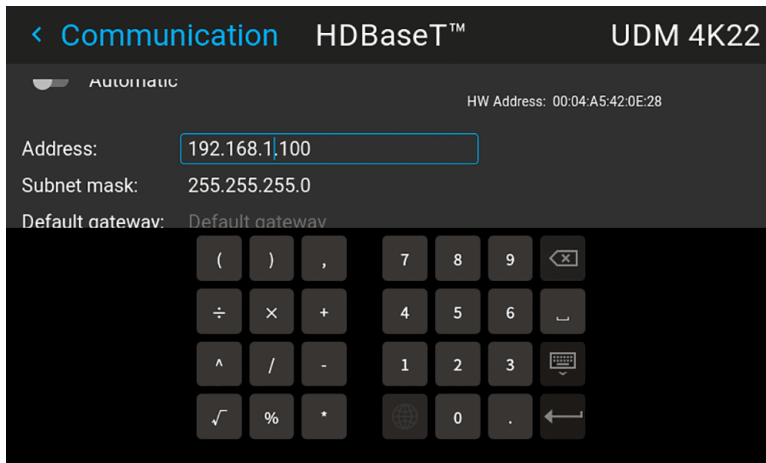 ‹ Communication HDBaseT™ UDM 4K22
Automatic
HW Address: 00:04:A5:42:0E:28
Address: 192.168.1.100
Subnet mask: 255.255.255.0
Default gateway: Default gateway
( ) , 7 8 9
÷ × + 4 5 6
^ / - 1 2 3
√ % * 0 .